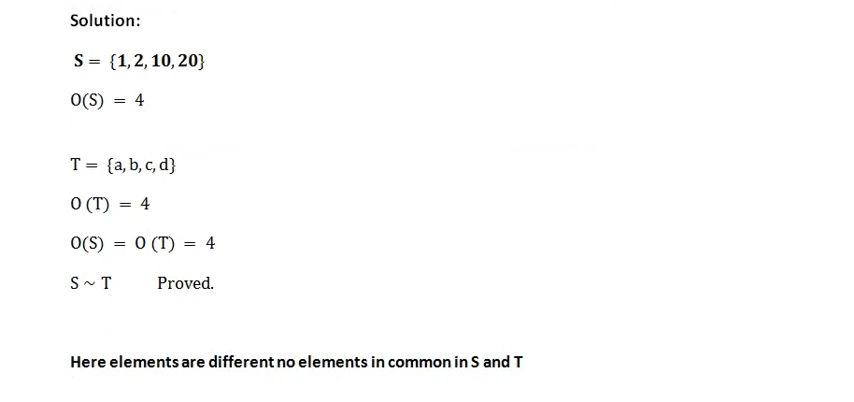 Solution:
S = {1, 2, 10, 20}
O(S) = 4
T = {a, b, c, d}
O (T) = 4
O(S) = O (T) = 4
S ~ T Proved.
Here elements are different no elements in common in S and T